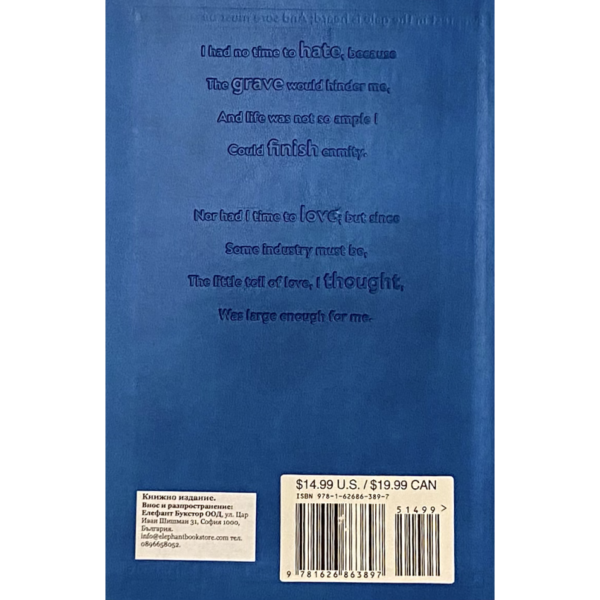 I had no time to hate, because
The grave would hinder me,
And life was not so ample I
Could finish enmity.
Nor had I time to love; but since
Some industry must be,
The little toil of love, I thought,
Was large enough for me.
Книжно издание.
Внос и разпространение:
Елефант Букстор ООД, ул. Цар
Иван Шишман 31, София 1000,
България.
info@elephantbookstore.com тел.
0896658052.
$14.99 U.S. / $19.99 CAN
ISBN 978-1-62686-389-7
51499>
9 781626 863897